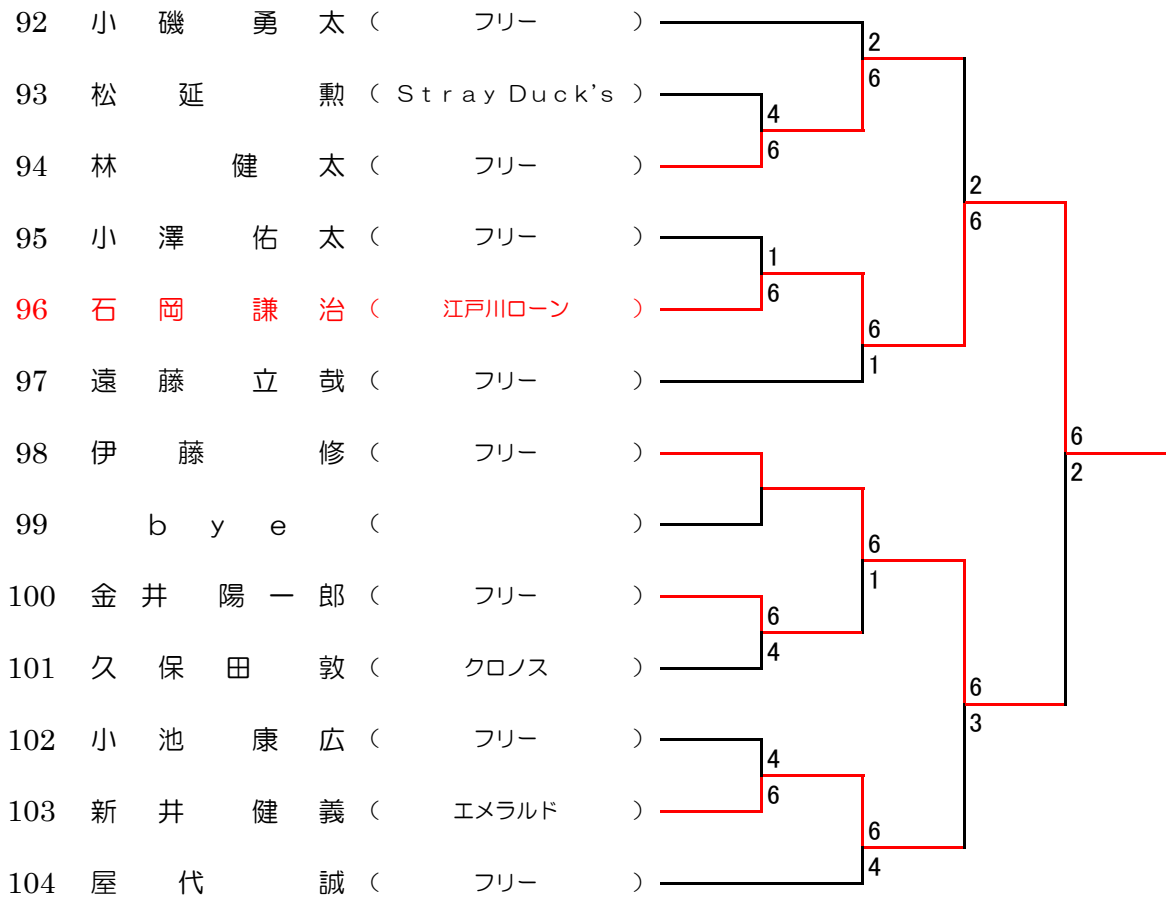 92 小磯 勇太 ( フリー )
2
6
93 松延 勲 ( Stray Duck's )
4
6
94 林 健太 ( フリー )
2
6
95 小澤 佑太 ( フリー )
1
6
96 石岡 謙治 ( 江戸川ローン )
6
1
97 遠藤 立哉 ( フリー )
6
2
98 伊藤 修 ( フリー )
99 bye ( )
6
1
100 金井 陽一郎 ( フリー )
6
4
101 久保田 敦 ( クロノス )
6
3
102 小池 康広 ( フリー )
4
6
103 新井 健義 ( エメラルド )
6
4
104 屋代 誠 ( フリー )